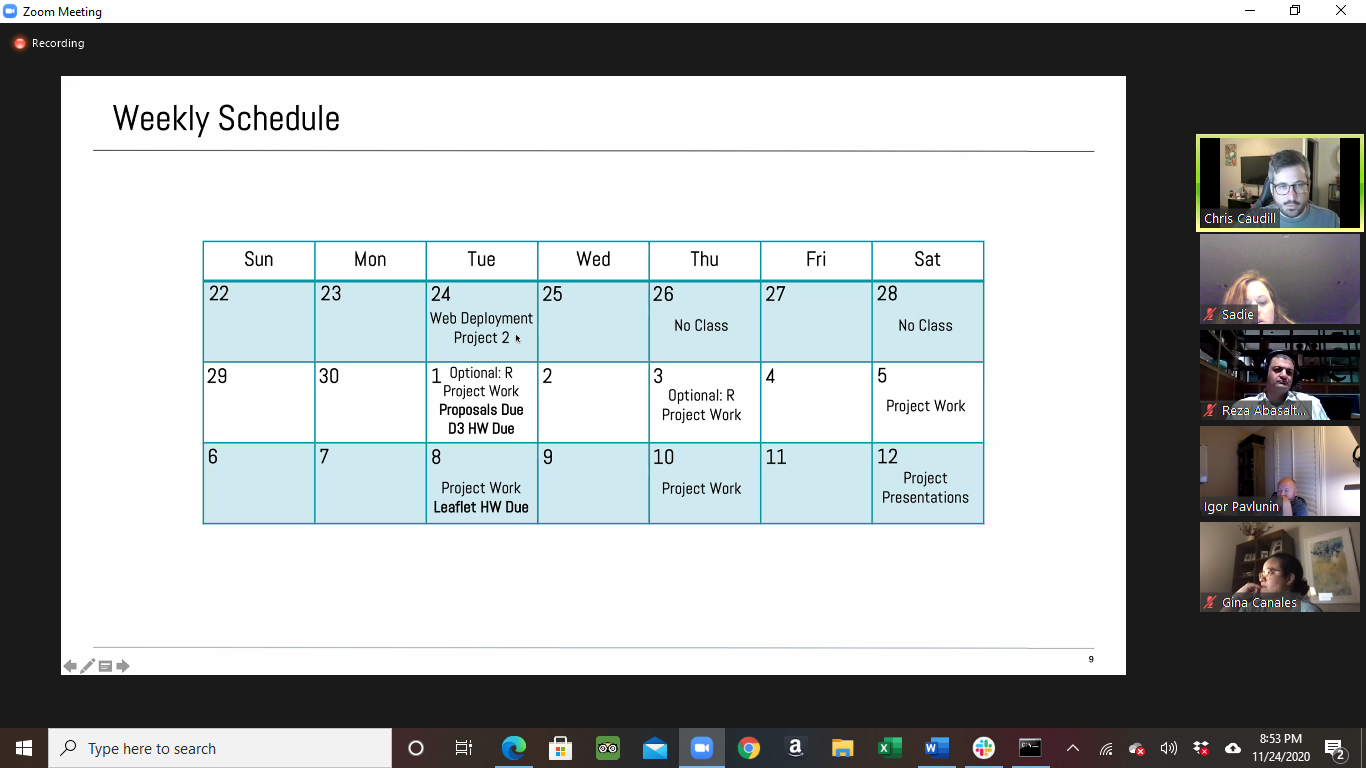 Zoom Meeting
Recording
Weekly Schedule
Sun Mon Tue Wed Thu Fri Sat
22 23 24 25 26 27 28
Web Deployment
Project 2
No Class
No Class
29 30 1 2 3 4 5
Optional: R
Project Work
Proposals Due
D3 HW Due
Optional: R
Project Work
Project Work
6 7 8 9 10 11 12
Project Work
Leaflet HW Due
Project Work
Project
Presentations
9
Chris Caudill
Sadie
Reza Abasalt...
Igor Pavlunin
Gina Canales
Type here to search
8:53 PM
11/24/2020
2